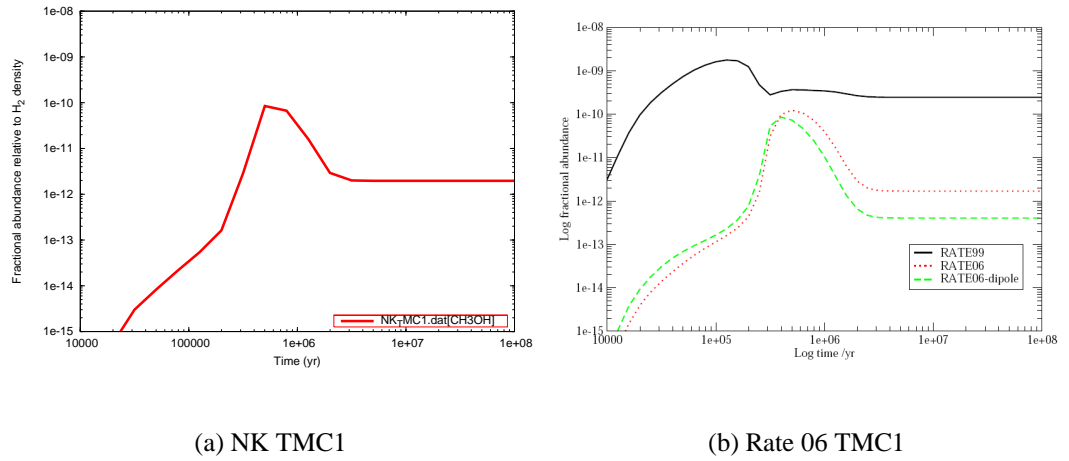 1e-08
1e-09
1e-10
1e-11
1e-12
1e-13
1e-14
1e-15
Fractional abundance relative to H2 density
10000
100000
1e+06
1e+07
1e+08
Time (yr)
NKTMC1.dat[CH3OH]
1e-08
1e-09
1e-10
1e-11
1e-12
1e-13
1e-14
1e-15
Log fractional abundance
10000
1e+05
1e+06
1e+07
1e+08
Log time /yr
RATE99
RATE06
RATE06-dipole
(a) NK TMC1
(b) Rate 06 TMC1